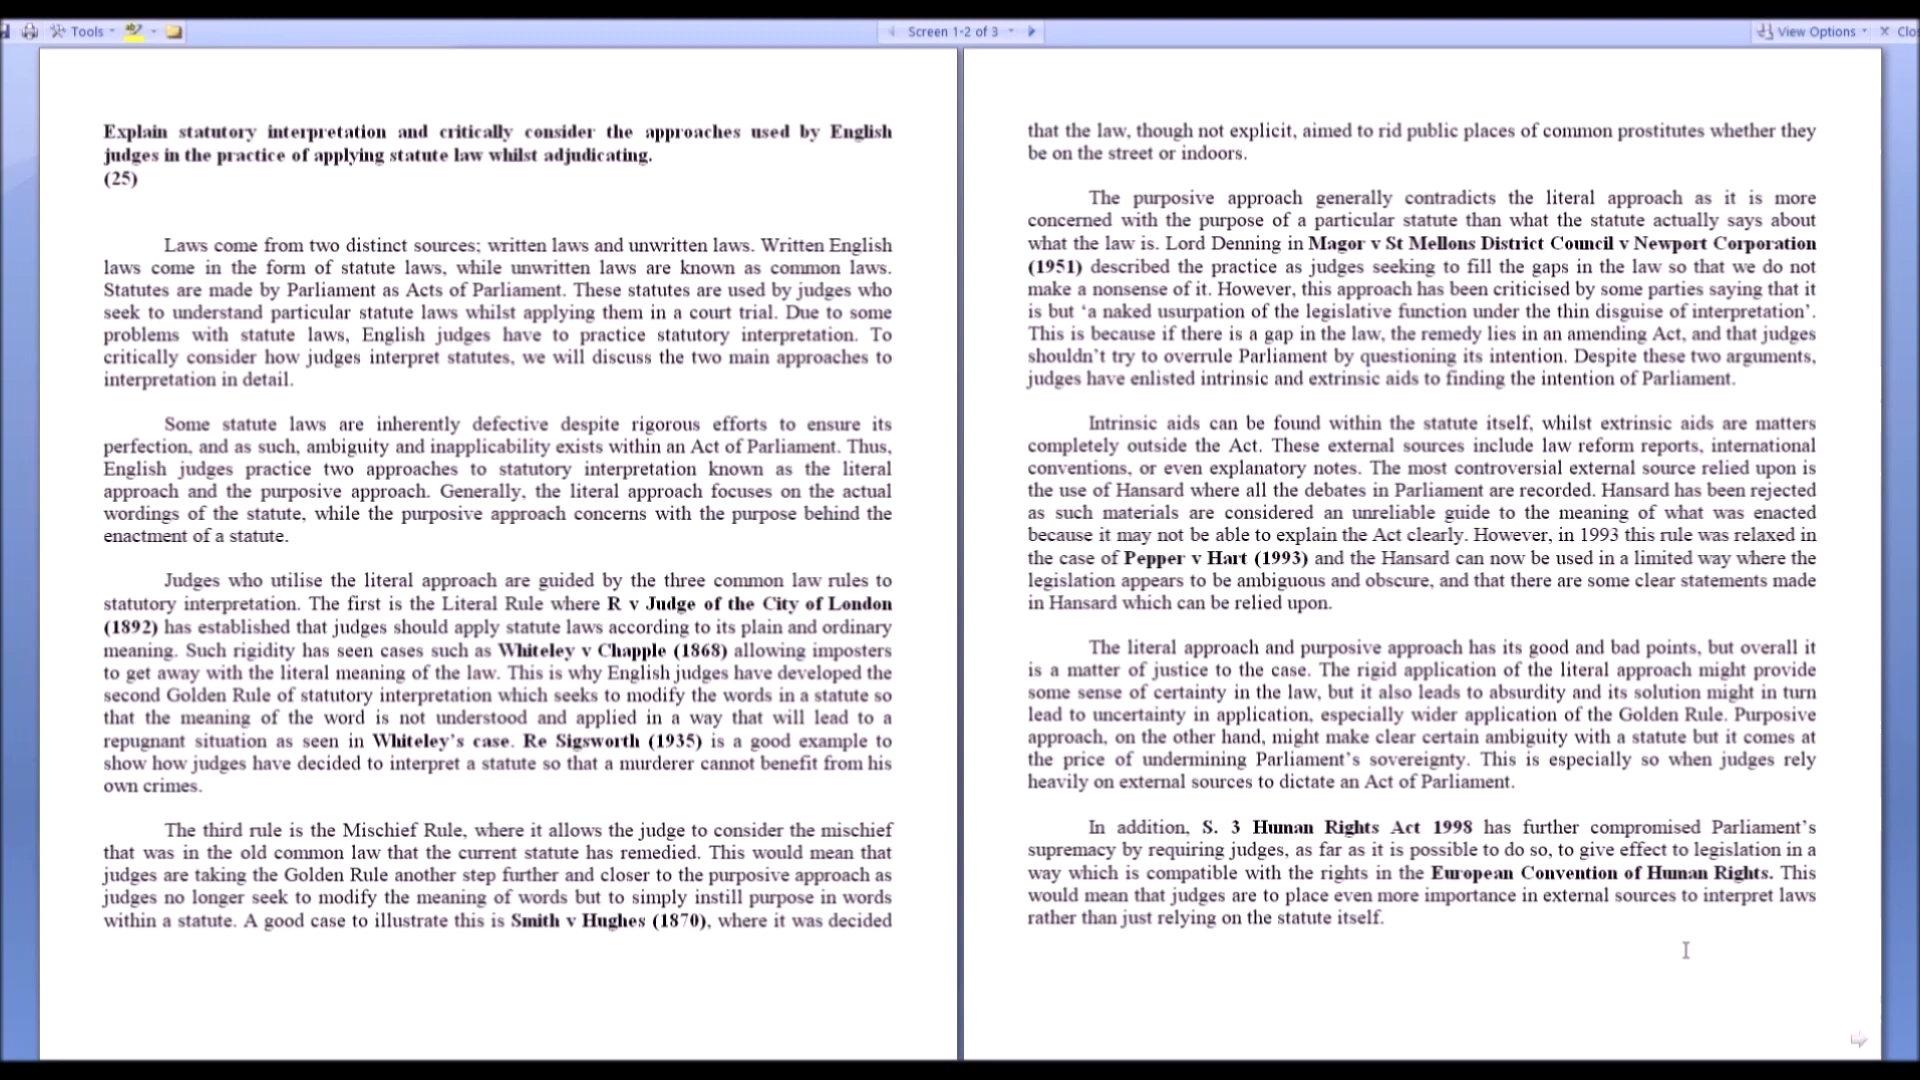 Tools
Screen 1-2 of 3
View Options
Clo
Explain statutory interpretation and critically consider the approaches used by English
judges in the practice of applying statute law whilst adjudicating.
(25)
Laws come from two distinct sources; written laws and unwritten laws. Written English
laws come in the form of statute laws, while unwritten laws are known as common laws.
Statutes are made by Parliament as Acts of Parliament. These statutes are used by judges who
seek to understand particular statute laws whilst applying them in a court trial. Due to some
problems with statute laws, English judges have to practice statutory interpretation. To
critically consider how judges interpret statutes, we will discuss the two main approaches to
interpretation in detail.
Some statute laws are inherently defective despite rigorous efforts to ensure its
perfection, and as such, ambiguity and inapplicability exists within an Act of Parliament. Thus,
English judges practice two approaches to statutory interpretation known as the literal
approach and the purposive approach. Generally, the literal approach focuses on the actual
wordings of the statute, while the purposive approach concerns with the purpose behind the
enactment of a statute.
Judges who utilise the literal approach are guided by the three common law rules to
statutory interpretation. The first is the Literal Rule where R v Judge of the City of London
(1892) has established that judges should apply statute laws according to its plain and ordinary
meaning. Such rigidity has seen cases such as Whiteley v Chapple (1868) allowing imposters
to get away with the literal meaning of the law. This is why English judges have developed the
second Golden Rule of statutory interpretation which seeks to modify the words in a statute so
that the meaning of the word is not understood and applied in a way that will lead to a
repugnant situation as seen in Whiteley's case. Re Sigsworth (1935) is a good example to
show how judges have decided to interpret a statute so that a murderer cannot benefit from his
own crimes.
The third rule is the Mischief Rule, where it allows the judge to consider the mischief
that was in the old common law that the current statute has remedied. This would mean that
judges are taking the Golden Rule another step further and closer to the purposive approach as
judges no longer seek to modify the meaning of words but to simply instill purpose in words
within a statute. A good case to illustrate this is Smith v Hughes (1870), where it was decided
that the law, though not explicit, aimed to rid public places of common prostitutes whether they
be on the street or indoors.
The purposive approach generally contradicts the literal approach as it is more
concerned with the purpose of a particular statute than what the statute actually says about
what the law is. Lord Denning in Magor v St Mellons District Council v Newport Corporation
(1951) described the practice as judges seeking to fill the gaps in the law so that we do not
make a nonsense of it. However, this approach has been criticised by some parties saying that it
is but ‘a naked usurpation of the legislative function under the thin disguise of interpretation’.
This is because if there is a gap in the law, the remedy lies in an amending Act, and that judges
shouldn’t try to overrule Parliament by questioning its intention. Despite these two arguments,
judges have enlisted intrinsic and extrinsic aids to finding the intention of Parliament.
Intrinsic aids can be found within the statute itself, whilst extrinsic aids are matters
completely outside the Act. These external sources include law reform reports, international
conventions, or even explanatory notes. The most controversial external source relied upon is
the use of Hansard where all the debates in Parliament are recorded. Hansard has been rejected
as such materials are considered an unreliable guide to the meaning of what was enacted
because it may not be able to explain the Act clearly. However, in 1993 this rule was relaxed in
the case of Pepper v Hart (1993) and the Hansard can now be used in a limited way where the
legislation appears to be ambiguous and obscure, and that there are some clear statements made
in Hansard which can be relied upon.
The literal approach and purposive approach has its good and bad points, but overall it
is a matter of justice to the case. The rigid application of the literal approach might provide
some sense of certainty in the law, but it also leads to absurdity and its solution might in turn
lead to uncertainty in application, especially wider application of the Golden Rule. Purposive
approach, on the other hand, might make clear certain ambiguity with a statute but it comes at
the price of undermining Parliament’s sovereignty. This is especially so when judges rely
heavily on external sources to dictate an Act of Parliament.
In addition, S. 3 Human Rights Act 1998 has further compromised Parliament’s
supremacy by requiring judges, as far as it is possible to do so, to give effect to legislation in a
way which is compatible with the rights in the European Convention of Human Rights. This
would mean that judges are to place even more importance in external sources to interpret laws
rather than just relying on the statute itself.